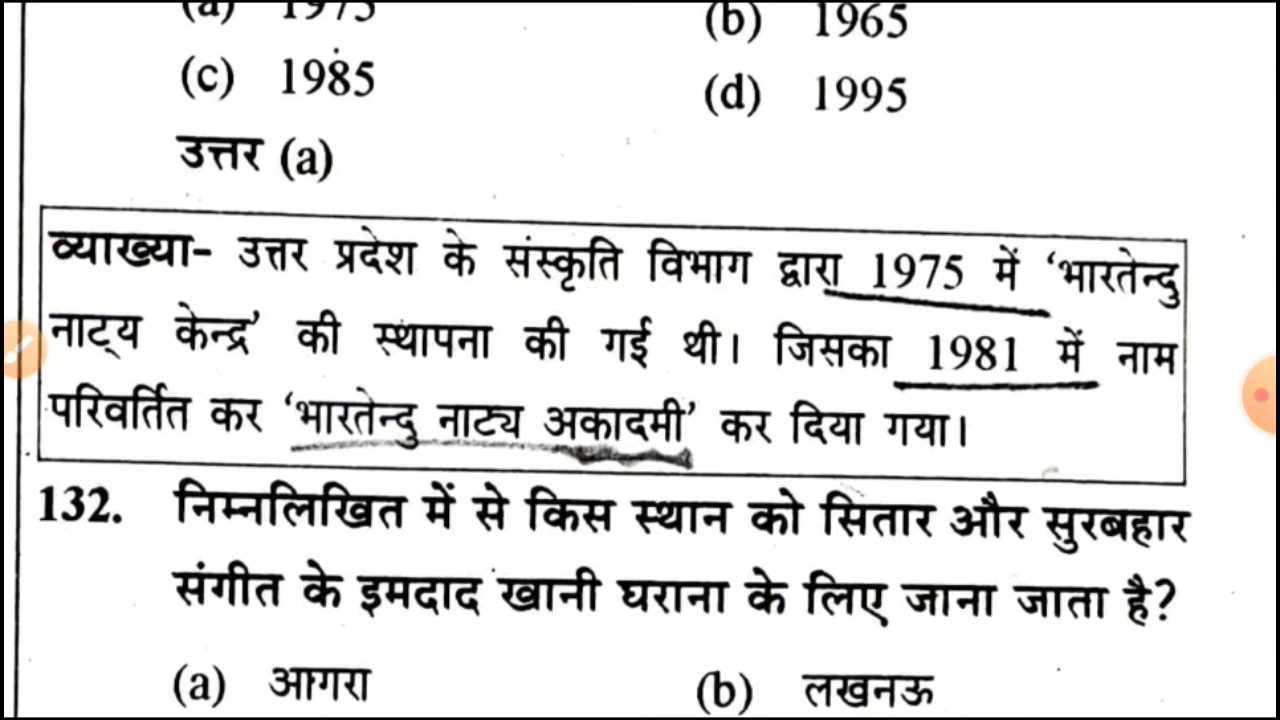 (a) 1975 (b) 1965
(c) 1985 (d) 1995
उत्तर (a)
व्याख्या- उत्तर प्रदेश के संस्कृति विभाग द्वारा 1975 में ‘भारतेन्दु
नाट्य केन्द्र’ की स्थापना की गई थी। जिसका 1981 में नाम
परिवर्तित कर ‘भारतेन्दु नाट्य अकादमी’ कर दिया गया।
132. निम्नलिखित में से किस स्थान को सितार और सुरबहार
संगीत के इमदाद खानी घराना के लिए जाना जाता है?
(a) आगरा (b) लखनऊ